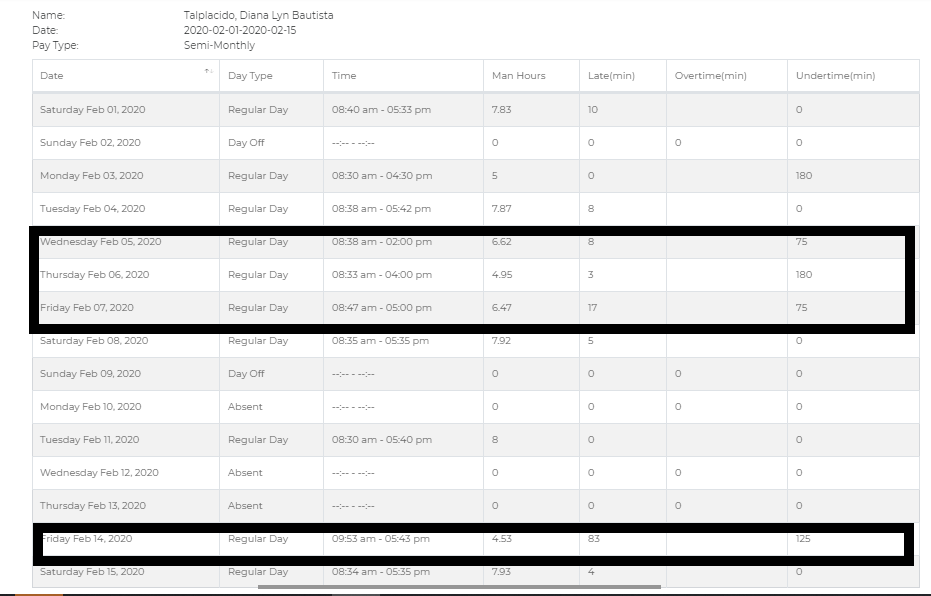 Name: Talplacido, Diana Lyn Bautista
Date: 2020-02-01-2020-02-15
Pay Type: Semi-Monthly
Date Day Type Time Man Hours Late(min) Overtime(min) Undertime(min)
Saturday Feb 01, 2020 Regular Day 08:40 am - 05:33 pm 7.83 10 0
Sunday Feb 02, 2020 Day Off --:-- - --:-- 0 0 0 0
Monday Feb 03, 2020 Regular Day 08:30 am - 04:30 pm 5 0 180
Tuesday Feb 04, 2020 Regular Day 08:38 am - 05:42 pm 7.87 8 0
Wednesday Feb 05, 2020 Regular Day 08:38 am - 02:00 pm 6.62 8 75
Thursday Feb 06, 2020 Regular Day 08:33 am - 04:00 pm 4.95 3 180
Friday Feb 07, 2020 Regular Day 08:47 am - 05:00 pm 6.47 17 75
Saturday Feb 08, 2020 Regular Day 08:35 am - 05:35 pm 7.92 5 0
Sunday Feb 09, 2020 Day Off --:-- - --:-- 0 0 0 0
Monday Feb 10, 2020 Absent --:-- - --:-- 0 0 0 0
Tuesday Feb 11, 2020 Regular Day 08:30 am - 05:40 pm 8 0 0
Wednesday Feb 12, 2020 Absent --:-- - --:-- 0 0 0 0
Thursday Feb 13, 2020 Absent --:-- - --:-- 0 0 0 0
Friday Feb 14, 2020 Regular Day 09:53 am - 05:43 pm 4.53 83 125
Saturday Feb 15, 2020 Regular Day 08:34 am - 05:35 pm 7.93 4 0